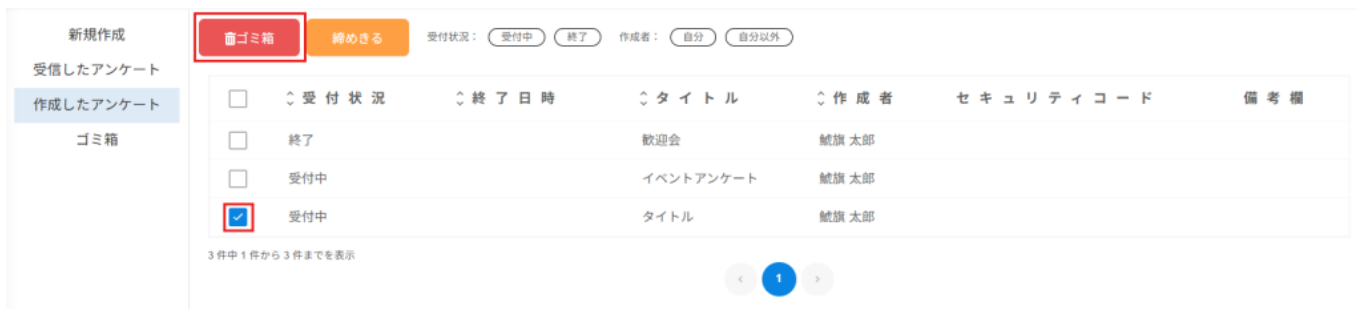 新規作成
受信したアンケート
作成したアンケート
ゴミ箱
ゴミ箱 締めきる 受付状況： 受付中 終了 作成者： 自分 自分以外
受付状況 終了日時 タイトル 作成者 セキュリティコード 備考欄
終了 歓迎会 鯱旗 太郎
受付中 イベントアンケート 鯱旗 太郎
受付中 タイトル 鯱旗 太郎
3 件中 1 件から 3 件までを表示
‹ 1 ›